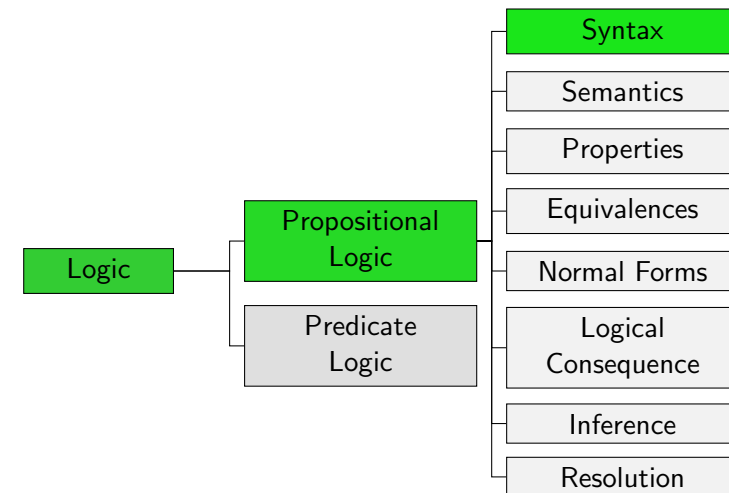 Logic
Propositional
Logic
Predicate
Logic
Syntax
Semantics
Properties
Equivalences
Normal Forms
Logical
Consequence
Inference
Resolution